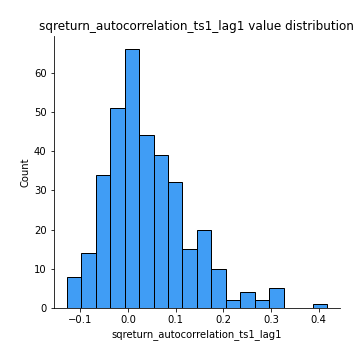 sqreturn_autocorrelation_ts1_lag1 value distribution
60
50
40
30
20
10
0
Count
−0.1 0.0 0.1 0.2 0.3 0.4
sqreturn_autocorrelation_ts1_lag1